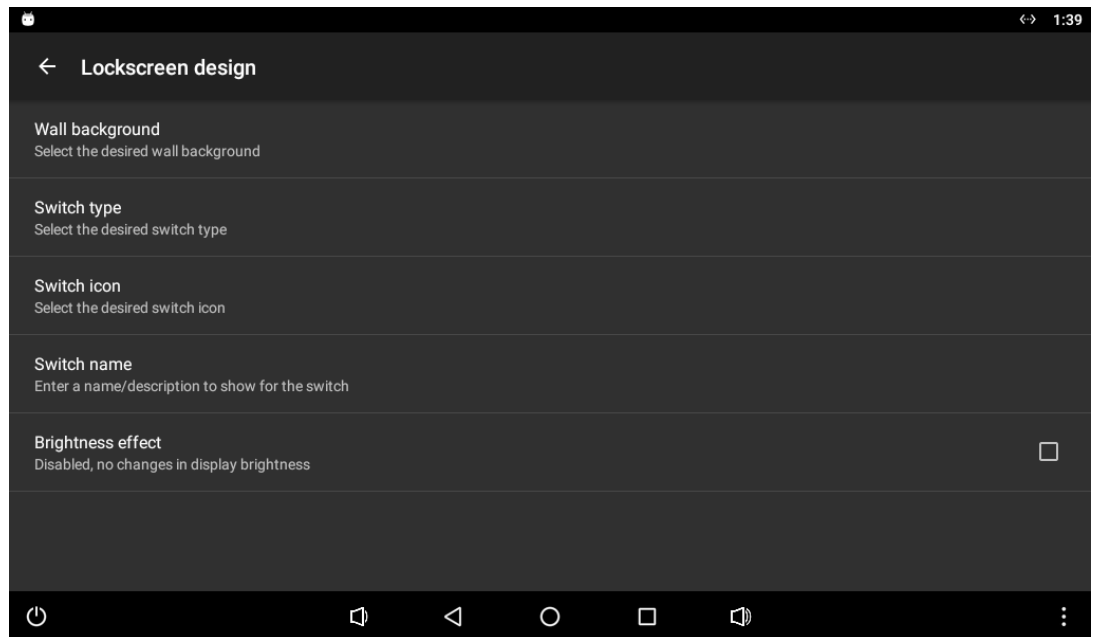 1:39
Lockscreen design
Wall background
Select the desired wall background
Switch type
Select the desired switch type
Switch icon
Select the desired switch icon
Switch name
Enter a name/description to show for the switch
Brightness effect
Disabled, no changes in display brightness